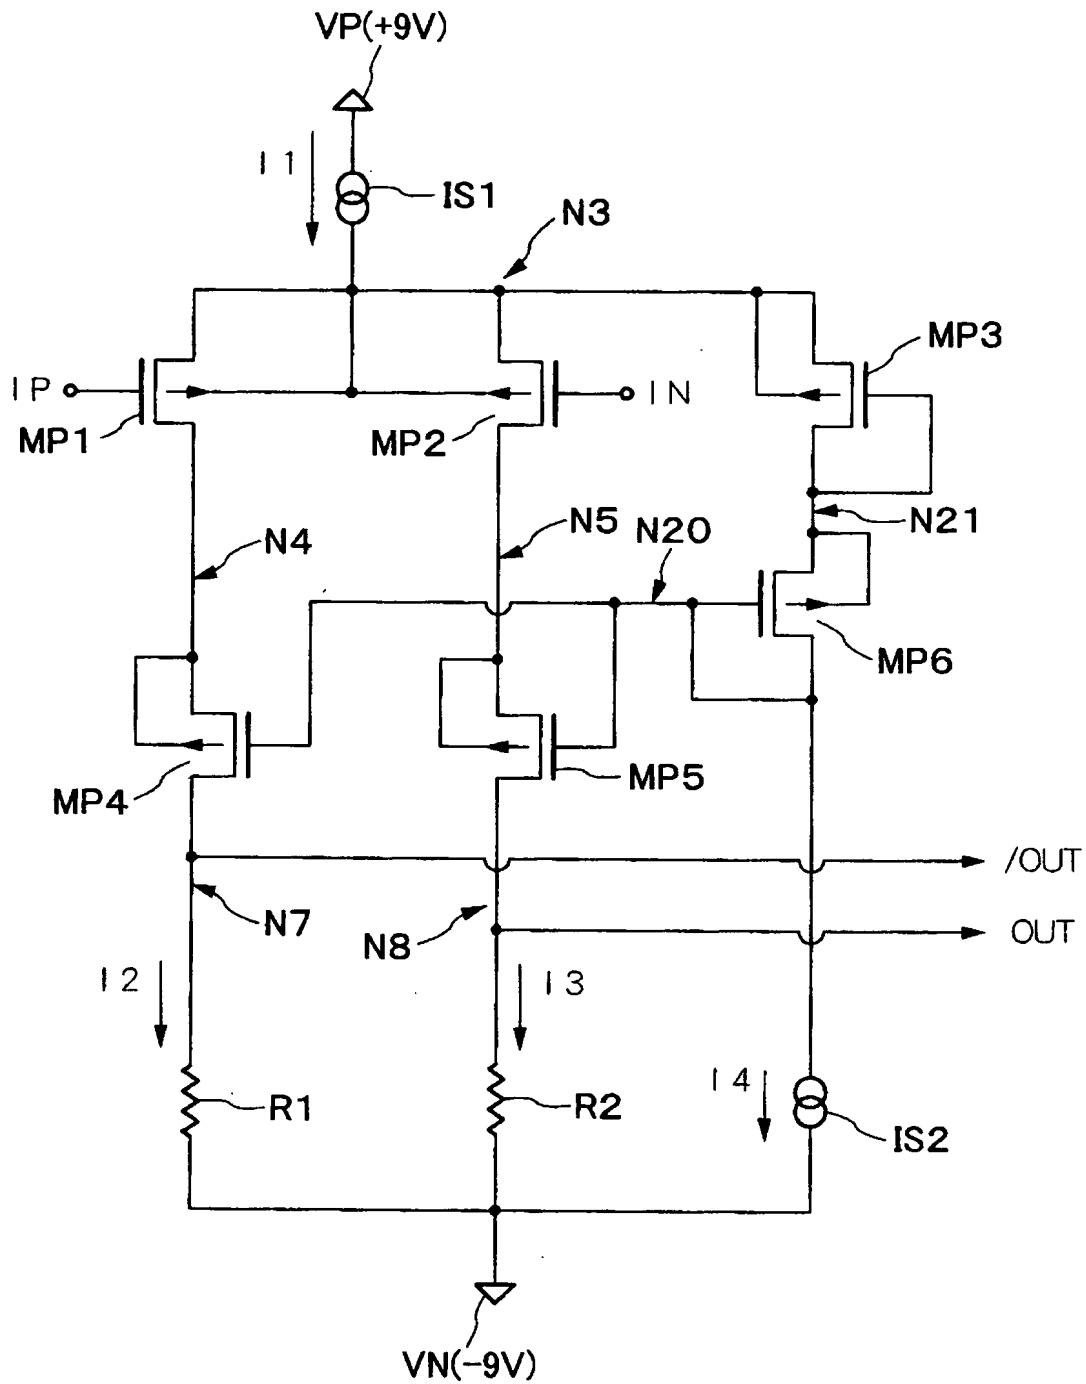 VP(+9V)
I1
IS1
N3
MP3
IP
IN
MP1
MP2
N4
N5
N20
N21
MP6
MP4
MP5
/OUT
N7
N8
OUT
I2
I3
I4
R1
R2
IS2
VN(-9V)